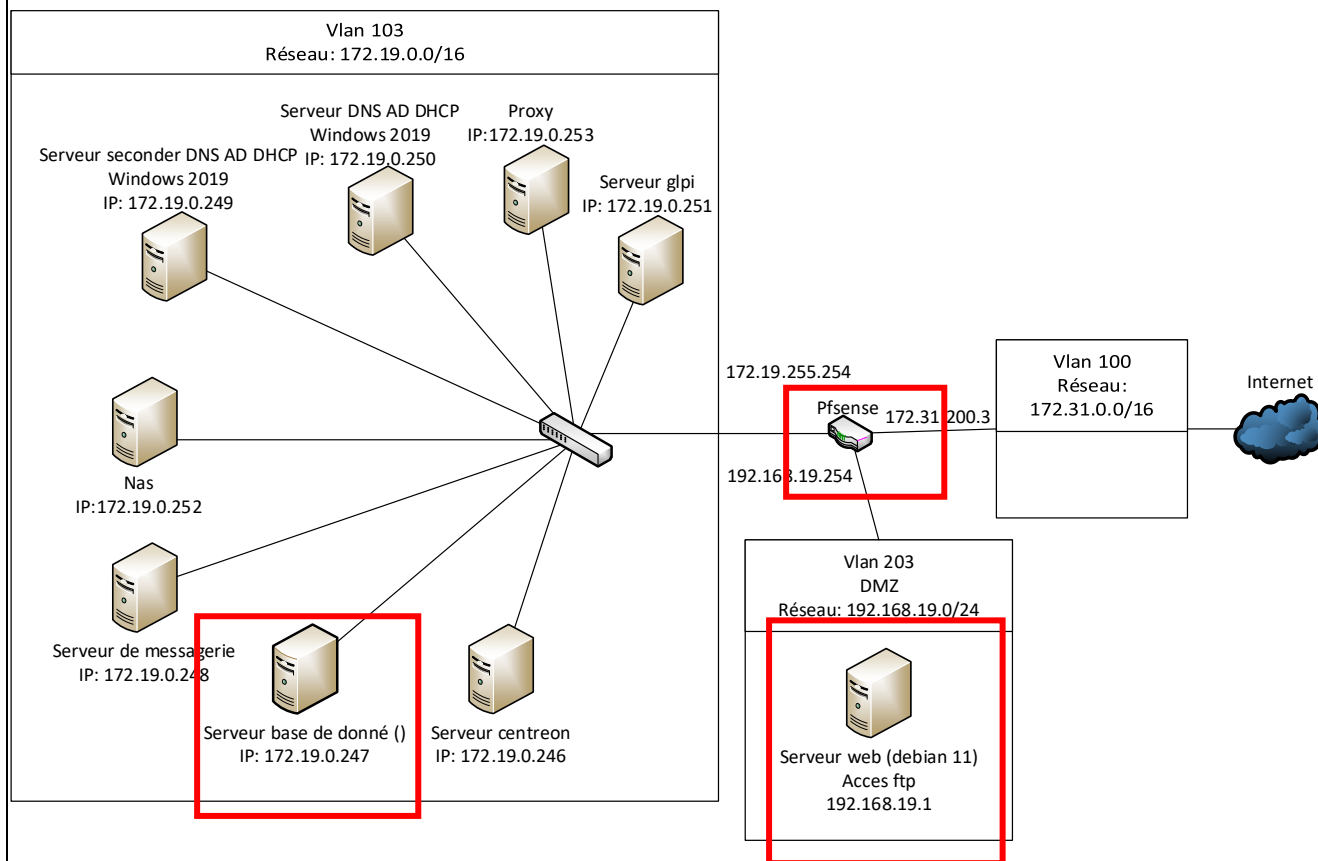 Vlan 103
Réseau: 172.19.0.0/16
Serveur DNS AD DHCP
Windows 2019
IP: 172.19.0.250
Proxy
IP:172.19.0.253
Serveur seconder DNS AD DHCP
Windows 2019
IP: 172.19.0.249
Serveur glpi
IP: 172.19.0.251
Nas
IP:172.19.0.252
Serveur de messagerie
IP: 172.19.0.248
Serveur base de donné ()
IP: 172.19.0.247
Serveur centreon
IP: 172.19.0.246
172.19.255.254
Pfsense
172.31.200.3
192.168.19.254
Vlan 100
Réseau:
172.31.0.0/16
Internet
Vlan 203
DMZ
Réseau: 192.168.19.0/24
Serveur web (debian 11)
Acces ftp
192.168.19.1